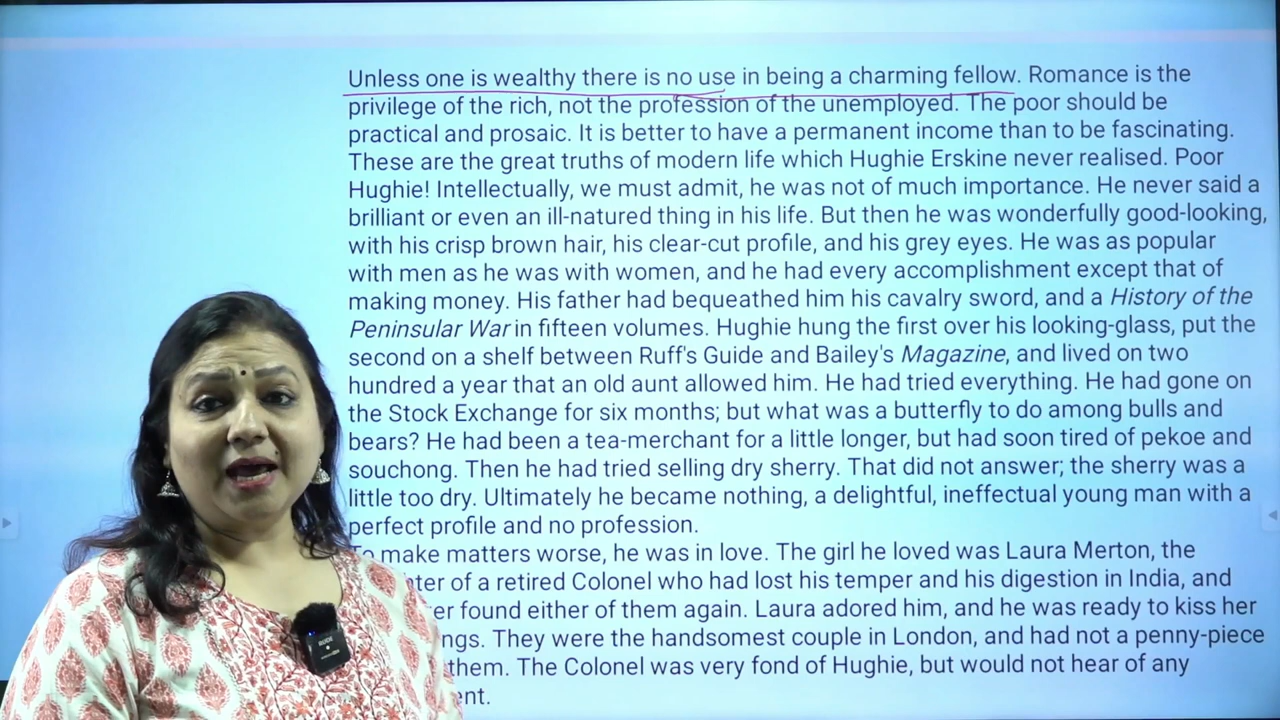 Unless one is wealthy there is no use in being a charming fellow. Romance is the
privilege of the rich, not the profession of the unemployed. The poor should be
practical and prosaic. It is better to have a permanent income than to be fascinating.
These are the great truths of modern life which Hughie Erskine never realised. Poor
Hughie! Intellectually, we must admit, he was not of much importance. He never said a
brilliant or even an ill-natured thing in his life. But then he was wonderfully good-looking,
with his crisp brown hair, his clear-cut profile, and his grey eyes. He was as popular
with men as he was with women, and he had every accomplishment except that of
making money. His father had bequeathed him his cavalry sword, and a History of the
Peninsular War in fifteen volumes. Hughie hung the first over his looking-glass, put the
second on a shelf between Ruff's Guide and Bailey's Magazine, and lived on two
hundred a year that an old aunt allowed him. He had tried everything. He had gone on
the Stock Exchange for six months; but what was a butterfly to do among bulls and
bears? He had been a tea-merchant for a little longer, but had soon tired of pekoe and
souchong. Then he had tried selling dry sherry. That did not answer; the sherry was a
little too dry. Ultimately he became nothing, a delightful, ineffectual young man with a
perfect profile and no profession.
To make matters worse, he was in love. The girl he loved was Laura Merton, the
of a retired Colonel who had lost his temper and his digestion in India, and
found either of them again. Laura adored him, and he was ready to kiss her
They were the handsomest couple in London, and had not a penny-piece
them. The Colonel was very fond of Hughie, but would not hear of any